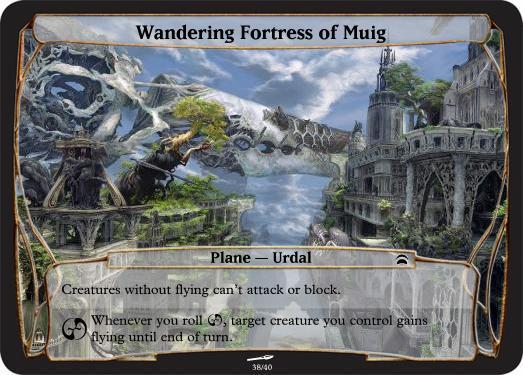 Wandering Fortress of Muig
Plane — Urdal
Creatures without flying can't attack or block.
Whenever you roll , target creature you control gains
flying until end of turn.
38/40